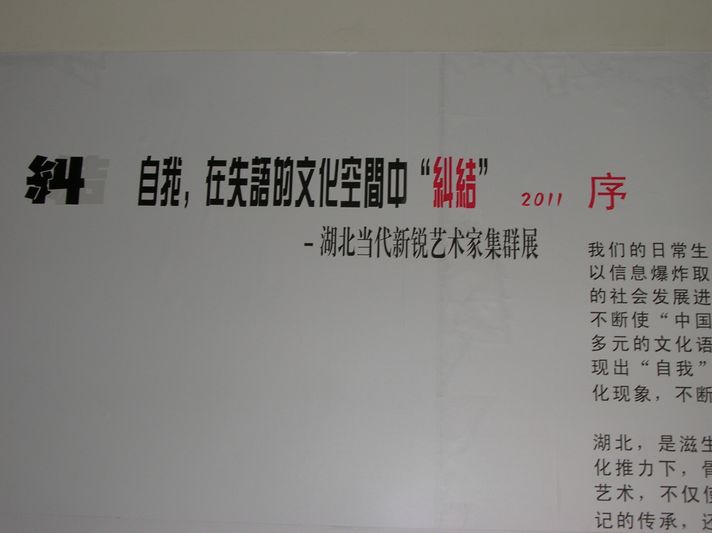 糾結 自我，在失語的文化空間中“糾結” 2011 序
－湖北当代新锐艺术家集群展
我们的日常生
以信息爆炸取
的社会发展进
不断使“中国
多元的文化语
现出“自我”
化现象，不断
湖北，是滋生
化推力下，骨
艺术，不仅使
记的传承，还